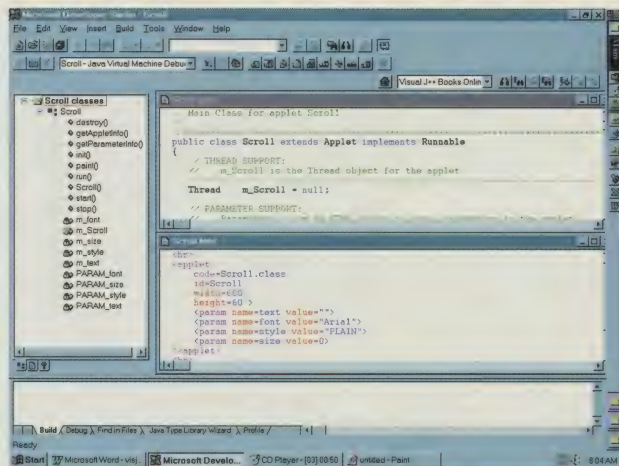 File Edit View Insert Build Tools Window Help
Scroll - Java Virtual Machine Debu
Visual J++ Books Onlin
Scroll classes
Scroll
destroy()
getAppletInfo()
getParameterInfo()
init()
paint()
run()
Scroll()
start()
stop()
m_font
m_Scroll
m_size
m_style
m_text
PARAM_font
PARAM_size
PARAM_style
PARAM_text
Main Class for applet Scroll
public class Scroll extends Applet implements Runnable
{
// THREAD SUPPORT:
// m_Scroll is the Thread object for the applet
Thread m_Scroll = null;
// PARAMETER SUPPORT:
<hr>
<applet
code=Scroll.class
id=Scroll
width=600
height=60 >
<param name=text value="">
<param name=font value="Arial">
<param name=style value="PLAIN">
<param name=size value=0>
</applet>
<hr>
Build Debug Find in Files Java Type Library Wizard Profile
Ready
Start Microsoft Word - visj.. Microsoft Develo... CD Player - [03] 00:50 untitled - Paint 8:04 AM